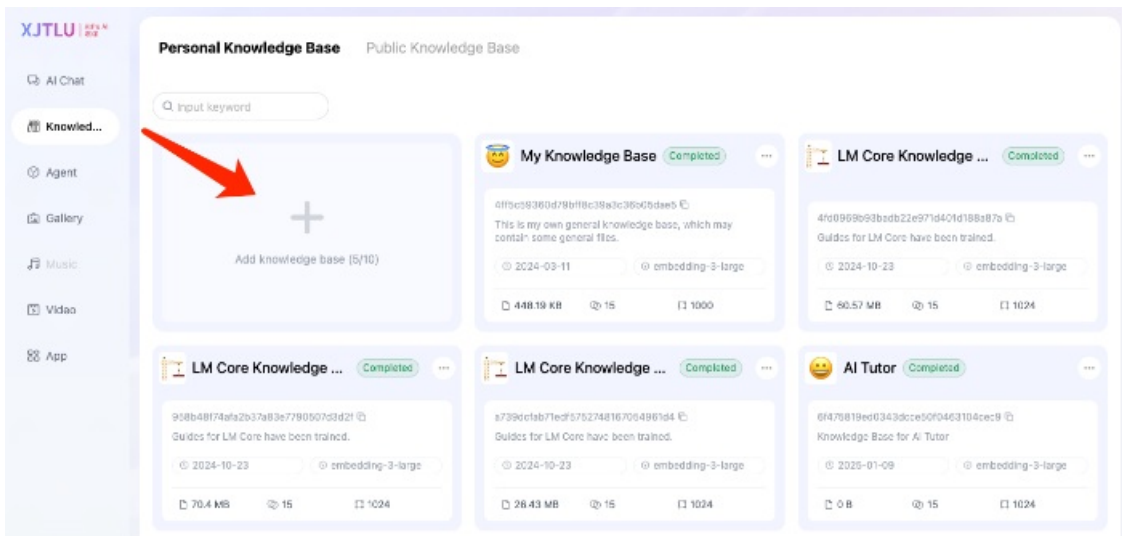 XJTLU
Personal Knowledge Base
Public Knowledge Base
AI Chat
Knowled...
Agent
Gallery
Music
Video
App
Input keyword
Add knowledge base (5/10)
My Knowledge Base
Completed
...
This is my own general knowledge base, which may
contain some general files.
2024-03-11
embedding-3-large
448.19 KB
15
1000
LM Core Knowledge ...
Completed
...
Guides for LM Core have been trained.
2024-10-23
embedding-3-large
60.57 MB
15
1024
LM Core Knowledge ...
Completed
...
Guides for LM Core have been trained.
2024-10-23
embedding-3-large
70.4 MB
15
1024
LM Core Knowledge ...
Completed
...
Guides for LM Core have been trained.
2024-10-23
embedding-3-large
26.43 MB
15
1024
AI Tutor
Completed
...
Knowledge Base for AI Tutor
2025-01-09
embedding-3-large
0 B
15
1024